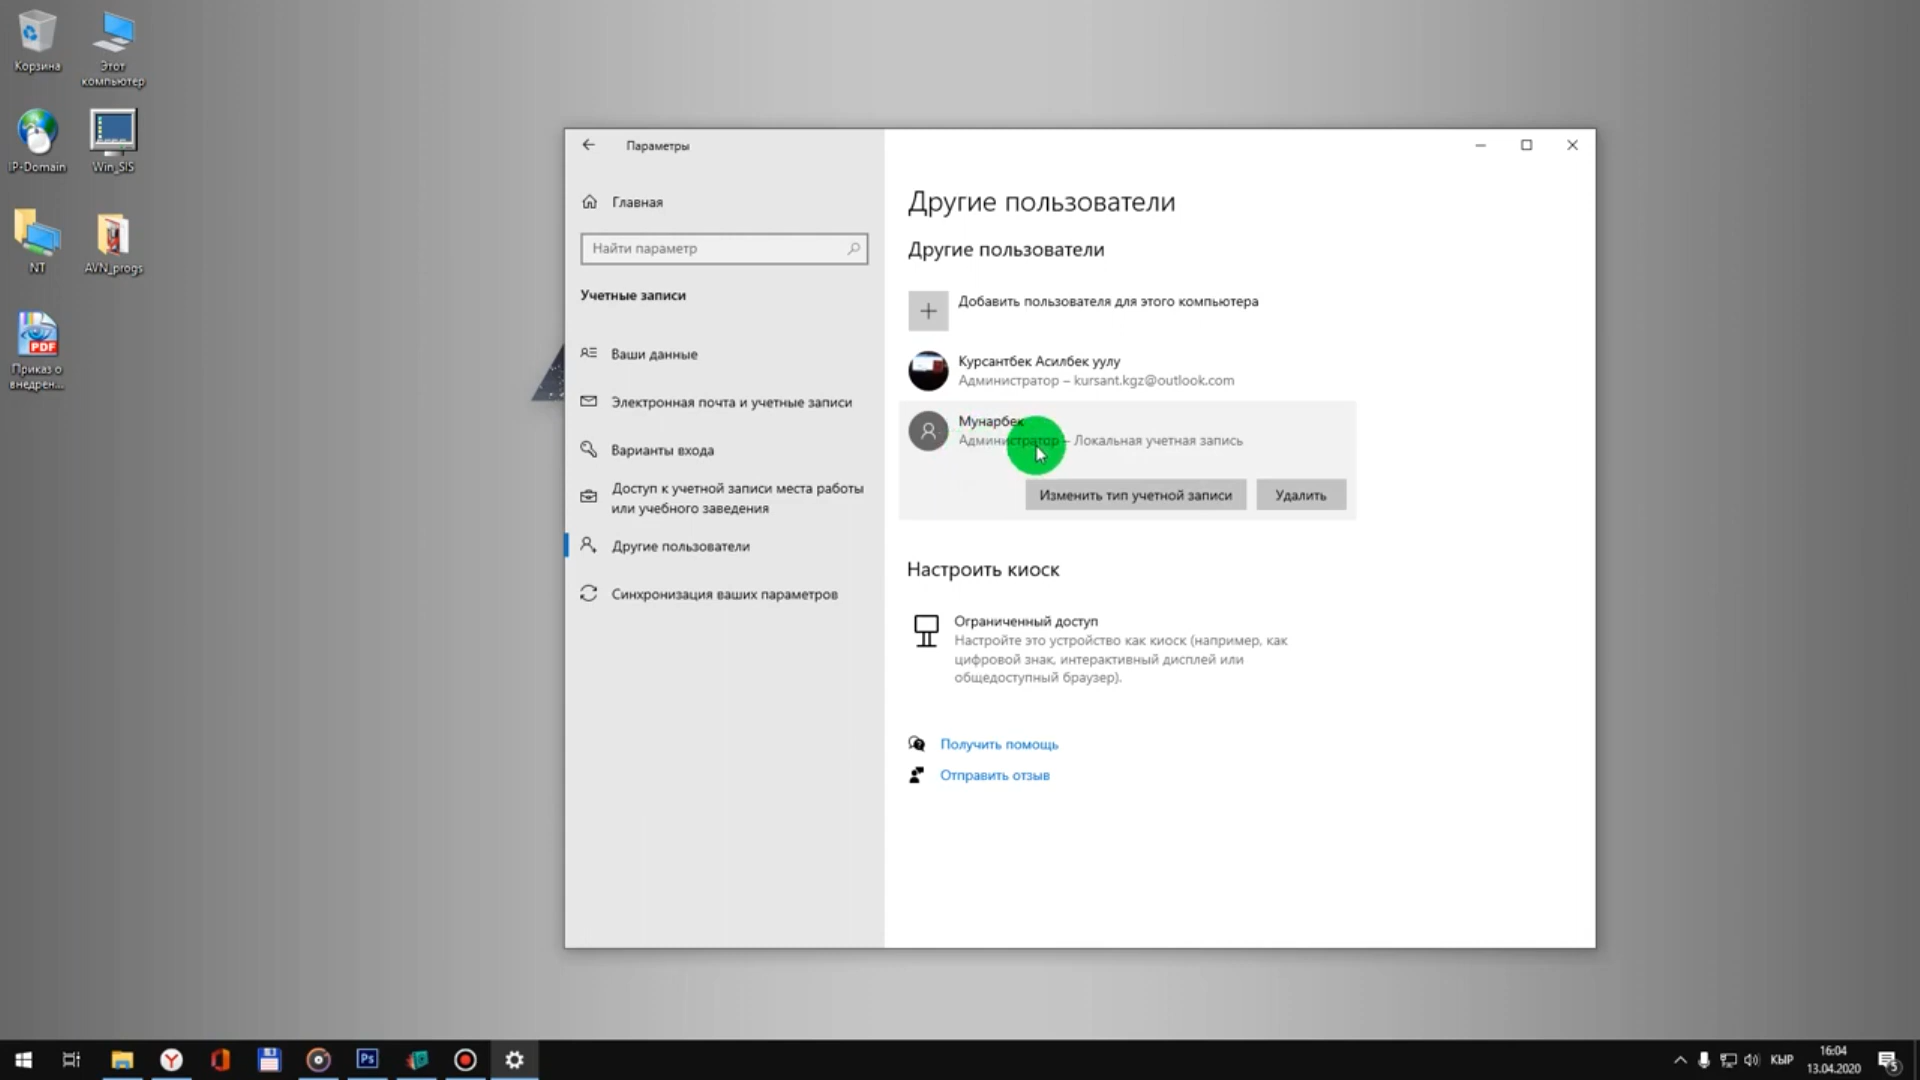 Корзина
Этот
компьютер
IP-Domain
Win_SIS
NT
AVN_progs
PDF
Приказ о
внедрен...
Параметры
Главная
Найти параметр
Учетные записи
Ваши данные
Электронная почта и учетные записи
Варианты входа
Доступ к учетной записи места работы
или учебного заведения
Другие пользователи
Синхронизация ваших параметров
Другие пользователи
Другие пользователи
Добавить пользователя для этого компьютера
Курсантбек Асилбек уулу
Администратор – kursant.kgz@outlook.com
Мунарбек
Администратор – Локальная учетная запись
Изменить тип учетной записи
Удалить
Настроить киоск
Ограниченный доступ
Настройте это устройство как киоск (например, как
цифровой знак, интерактивный дисплей или
общедоступный браузер).
Получить помощь
Отправить отзыв
Ps
КЫР
16:04
13.04.2020
5